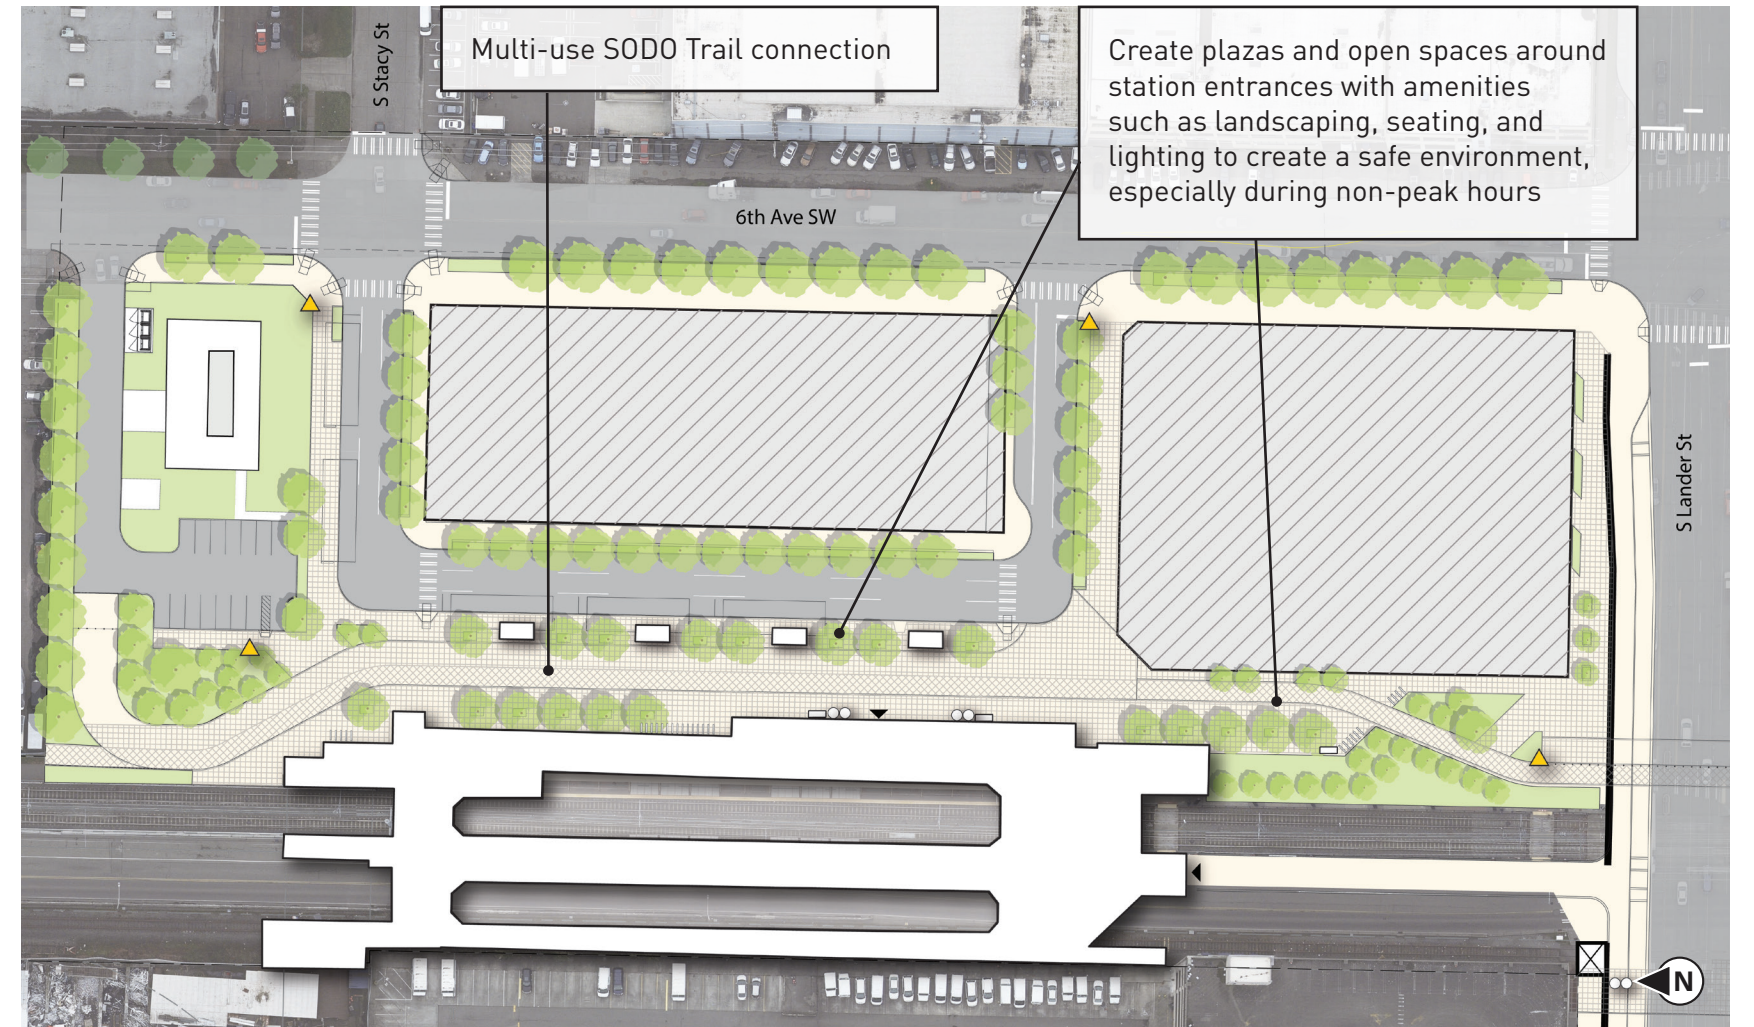 S Stacy St
Multi-use SODO Trail connection
Create plazas and open spaces around
station entrances with amenities
such as landscaping, seating, and
lighting to create a safe environment,
especially during non-peak hours
6th Ave SW
S Lander St
N